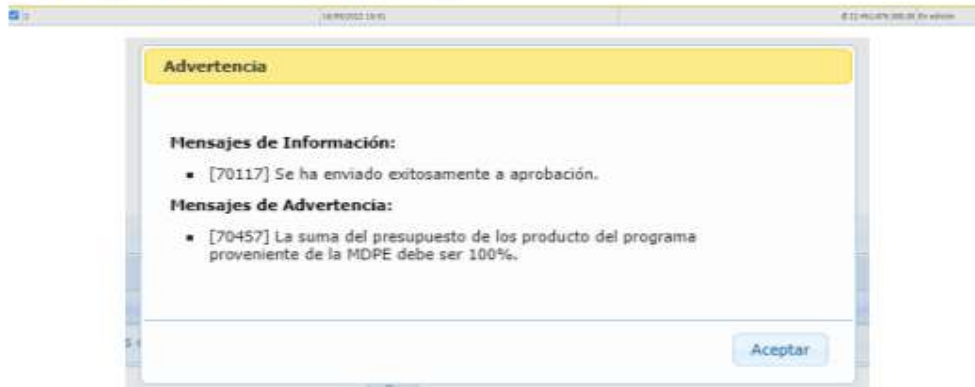 Advertencia
Mensajes de Información:
[70117] Se ha enviado exitosamente a aprobación.
Mensajes de Advertencia:
[70457] La suma del presupuesto de los producto del programa
proveniente de la MDPE debe ser 100%.
Aceptar